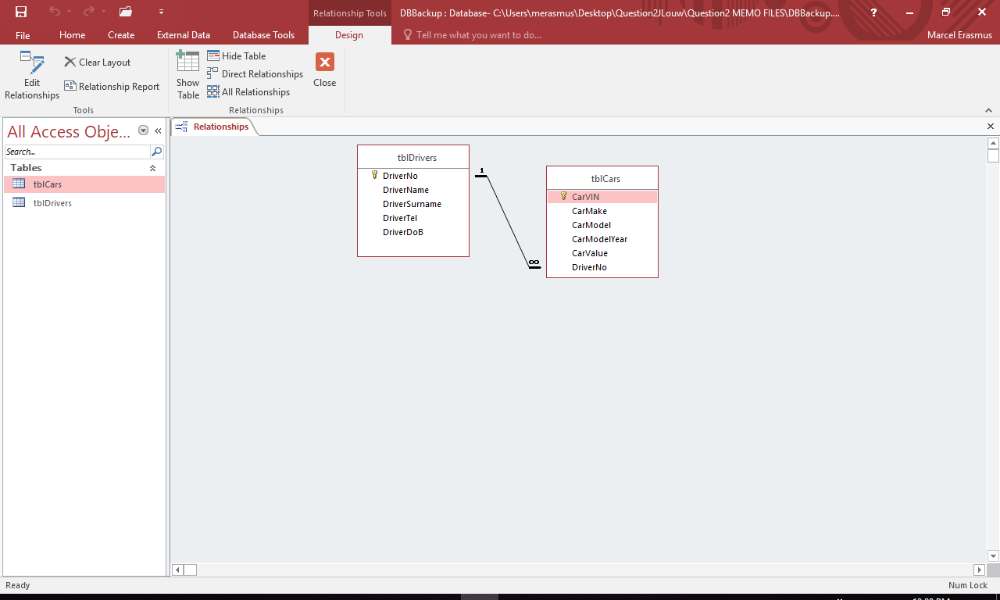 Relationship Tools
DBBackup : Database- C:\Users\merasmus\Desktop\Question2JLouw\Question2 MEMO FILES\DBBackup....
?
File Home Create External Data Database Tools Design Tell me what you want to do... Marcel Erasmus
Edit Relationships
Clear Layout
Relationship Report
Tools
Show Table
Hide Table
Direct Relationships
All Relationships
Close
Relationships
All Access Obje...
Search...
Tables
tblCars
tblDrivers
Relationships
tblDrivers
DriverNo
DriverName
DriverSurname
DriverTel
DriverDoB
1
∞
tblCars
CarVIN
CarMake
CarModel
CarModelYear
CarValue
DriverNo
Ready
Num Lock